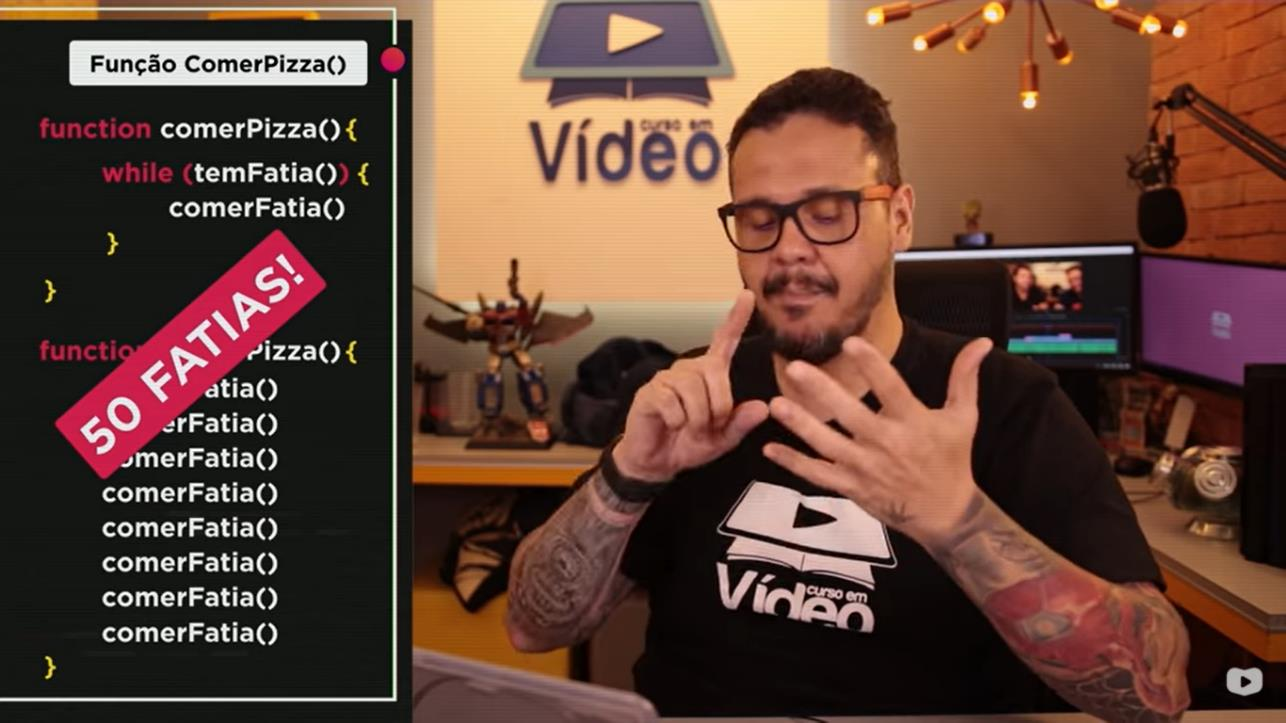 Função ComerPizza()
function comerPizza(){
while (temFatia()) {
comerFatia()
}
}
50 FATIAS!
Pizza(){
comerFatia()
comerFatia()
comerFatia()
comerFatia()
comerFatia()
}
curso em
Vídeo
curso em
Vídeo